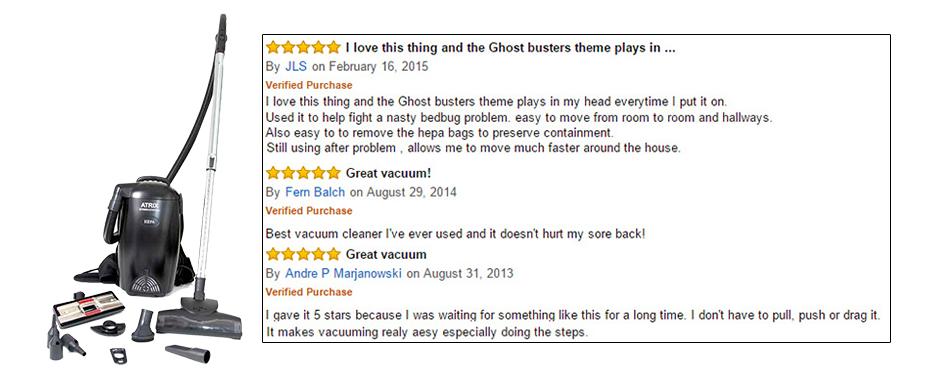 ATRIX
HEPA
I love this thing and the Ghost busters theme plays in ...
By JLS on February 16, 2015
Verified Purchase
I love this thing and the Ghost busters theme plays in my head everytime I put it on.
Used it to help fight a nasty bedbug problem. easy to move from room to room and hallways.
Also easy to to remove the hepa bags to preserve containment.
Still using after problem , allows me to move much faster around the house.
Great vacuum!
By Fern Balch on August 29, 2014
Verified Purchase
Best vacuum cleaner I've ever used and it doesn't hurt my sore back!
Great vacuum
By Andre P Marjanowski on August 31, 2013
Verified Purchase
I gave it 5 stars because I was waiting for something like this for a long time. I don't have to pull, push or drag it.
It makes vacuuming realy aesy especially doing the steps.